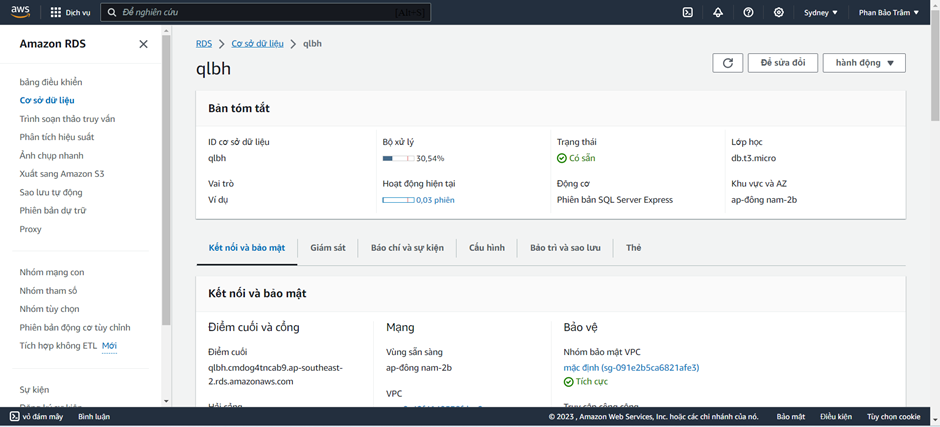 aws
Dịch vụ
Để nghiên cứu
[Alt+S]
Sydney
Phan Bảo Trâm
Amazon RDS
bảng điều khiển
Cơ sở dữ liệu
Trình soạn thảo truy vấn
Phân tích hiệu suất
Ảnh chụp nhanh
Xuất sang Amazon S3
Sao lưu tự động
Phiên bản dự trữ
Proxy
Nhóm mạng con
Nhóm tham số
Nhóm tùy chọn
Phiên bản động cơ tùy chỉnh
Tích hợp không ETL Mới
Sự kiện
RDS > Cơ sở dữ liệu > qlbh
qlbh
Để sửa đổi
hành động
Bản tóm tắt
ID cơ sở dữ liệu
qlbh
Bộ xử lý
30,54%
Trạng thái
Có sẵn
Lớp học
db.t3.micro
Vai trò
Ví dụ
Hoạt động hiện tại
0,03 phiên
Động cơ
Phiên bản SQL Server Express
Khu vực và AZ
ap-đông nam-2b
Kết nối và bảo mật
Giám sát
Báo chí và sự kiện
Cấu hình
Bảo trì và sao lưu
Thẻ
Kết nối và bảo mật
Điểm cuối và cổng
Điểm cuối
qlbh.cmdog4tncab9.ap-southeast-
2.rds.amazonaws.com
Hải cảng
Mạng
Vùng sẵn sàng
ap-đông nam-2b
VPC
Bảo vệ
Nhóm bảo mật VPC
mặc định (sg-091e2b5ca6821afe3)
Tích cực
Truy cập công cộng
vỏ đám mây
Bình luận
© 2023 , Amazon Web Services, Inc. hoặc các chi nhánh của nó.
Bảo mật
Điều kiện
Tùy chọn cookie